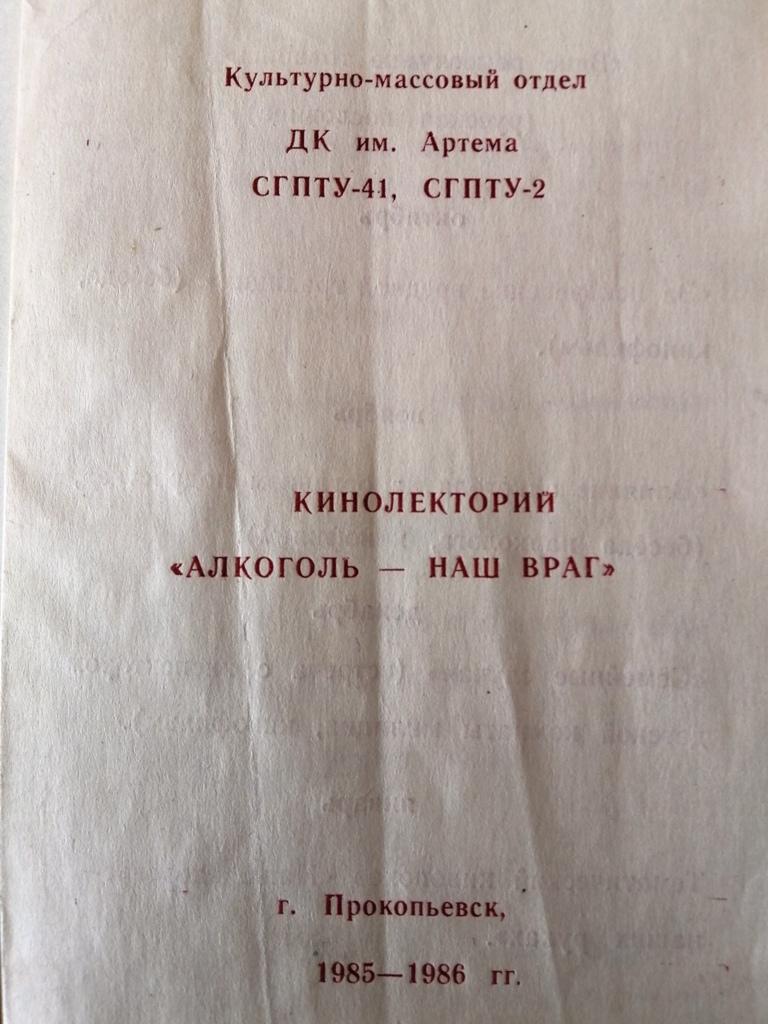 Культурно-массовый отдел
ДК им. Артема
СГПТУ-41, СГПТУ-2
КИНОЛЕКТОРИЙ
«АЛКОГОЛЬ — НАШ ВРАГ»
г. Прокопьевск,
1985—1986 гг.